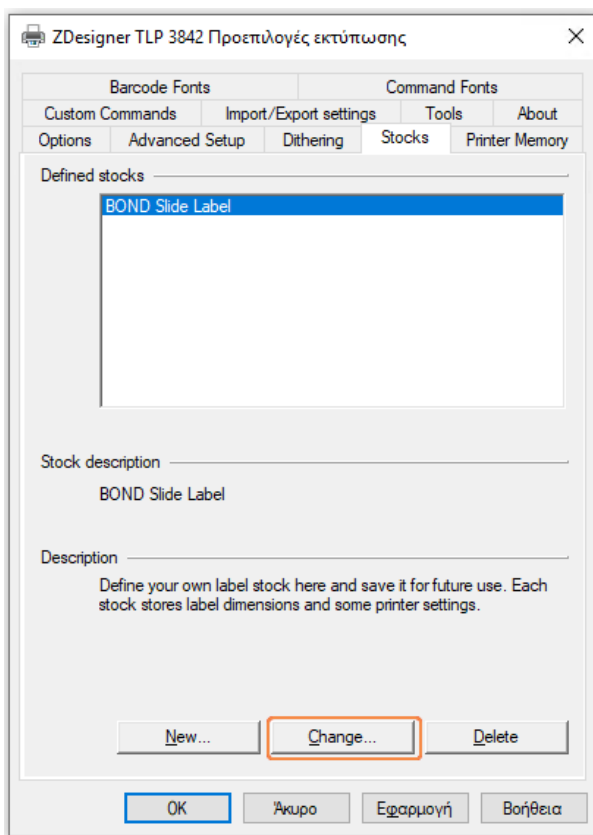 ZDesigner TLP 3842 Προεπιλογές εκτύπωσης
Barcode Fonts Command Fonts
Custom Commands Import/Export settings Tools About
Options Advanced Setup Dithering Stocks Printer Memory
Defined stocks
BOND Slide Label
Stock description
BOND Slide Label
Description
Define your own label stock here and save it for future use. Each
stock stores label dimensions and some printer settings.
New... Change... Delete
OK Άκυρο Εφαρμογή Βοήθεια